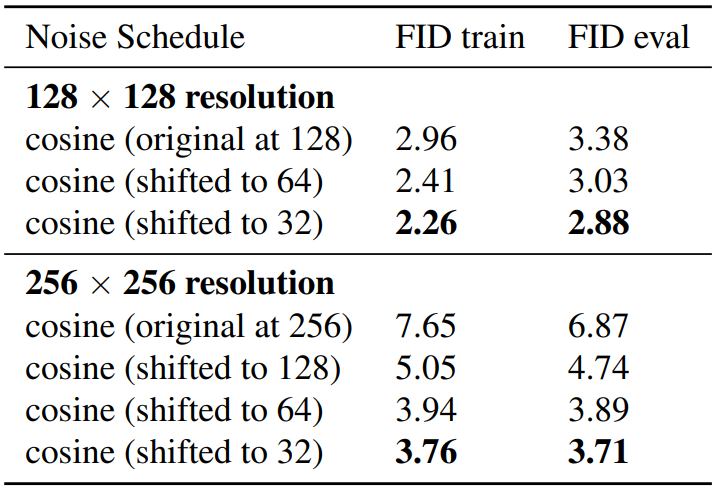 Noise Schedule FID train FID eval
128 × 128 resolution
cosine (original at 128) 2.96 3.38
cosine (shifted to 64) 2.41 3.03
cosine (shifted to 32) 2.26 2.88
256 × 256 resolution
cosine (original at 256) 7.65 6.87
cosine (shifted to 128) 5.05 4.74
cosine (shifted to 64) 3.94 3.89
cosine (shifted to 32) 3.76 3.71